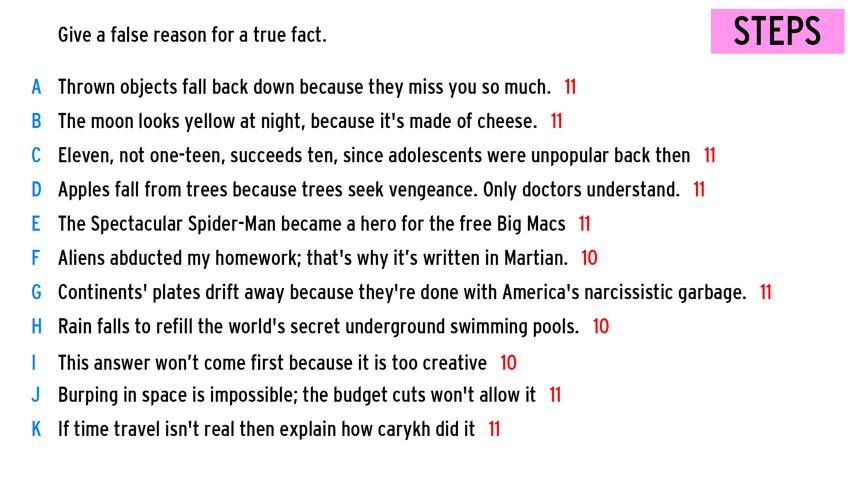 Give a false reason for a true fact.
STEPS
A Thrown objects fall back down because they miss you so much. 11
B The moon looks yellow at night, because it's made of cheese. 11
C Eleven, not one-teen, succeeds ten, since adolescents were unpopular back then 11
D Apples fall from trees because trees seek vengeance. Only doctors understand. 11
E The Spectacular Spider-Man became a hero for the free Big Macs 11
F Aliens abducted my homework; that's why it’s written in Martian. 10
G Continents' plates drift away because they're done with America's narcissistic garbage. 11
H Rain falls to refill the world's secret underground swimming pools. 10
I This answer won’t come first because it is too creative 10
J Burping in space is impossible; the budget cuts won't allow it 11
K If time travel isn't real then explain how carykh did it 11